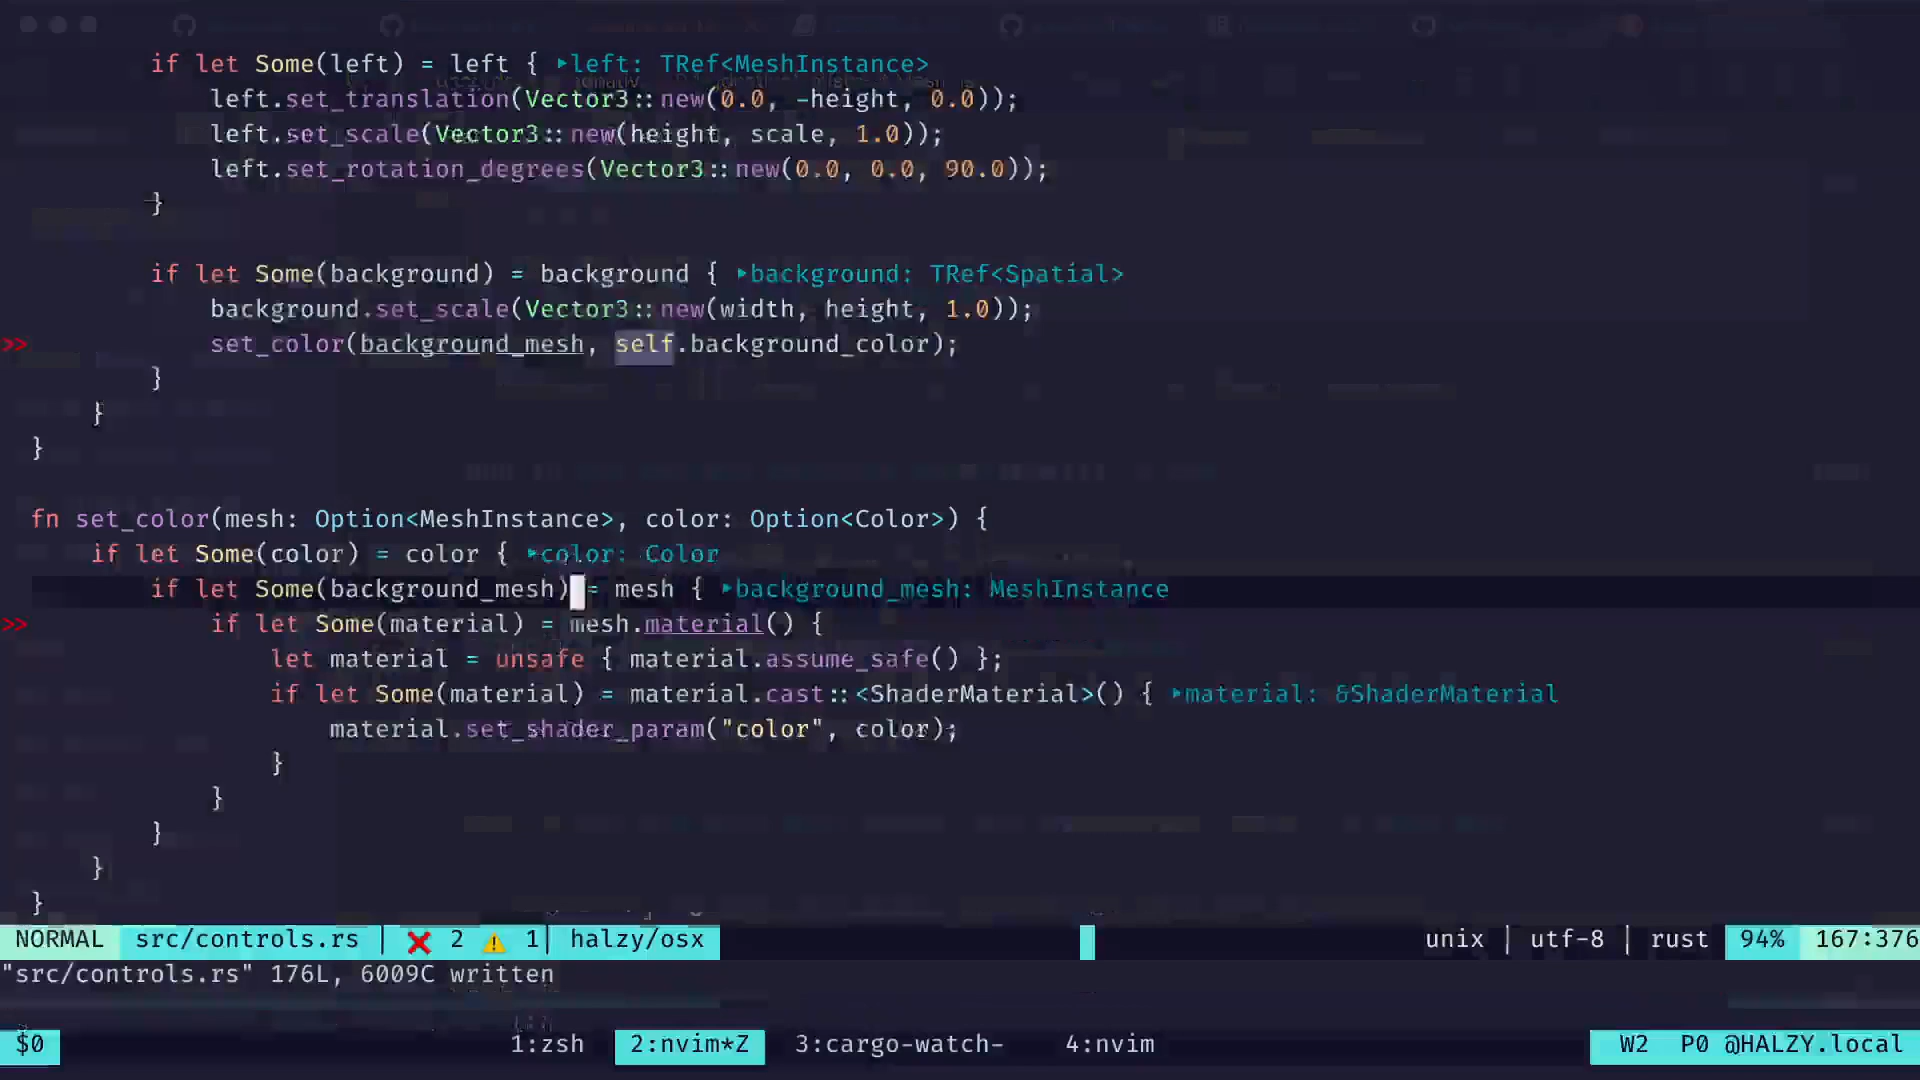 if let Some(left) = left { ▸left: TRef<MeshInstance>
left.set_translation(Vector3::new(0.0, -height, 0.0));
left.set_scale(Vector3::new(height, scale, 1.0));
left.set_rotation_degrees(Vector3::new(0.0, 0.0, 90.0));
}
if let Some(background) = background { ▸background: TRef<Spatial>
background.set_scale(Vector3::new(width, height, 1.0));
>> set_color(background_mesh, self.background_color);
}
}
}
fn set_color(mesh: Option<MeshInstance>, color: Option<Color>) {
if let Some(color) = color { ▸color: Color
if let Some(background_mesh) = mesh { ▸background_mesh: MeshInstance
>> if let Some(material) = mesh.material() {
let material = unsafe { material.assume_safe() };
if let Some(material) = material.cast::<ShaderMaterial>() { ▸material: &ShaderMaterial
material.set_shader_param("color", color);
}
}
}
}
}
NORMAL src/controls.rs | ❌ 2 ⚠ 1| halzy/osx unix | utf-8 | rust 94% 167:376
"src/controls.rs" 176L, 6009C written
$0 1:zsh 2:nvim*Z 3:cargo-watch- 4:nvim W2 P0 @HALZY.local